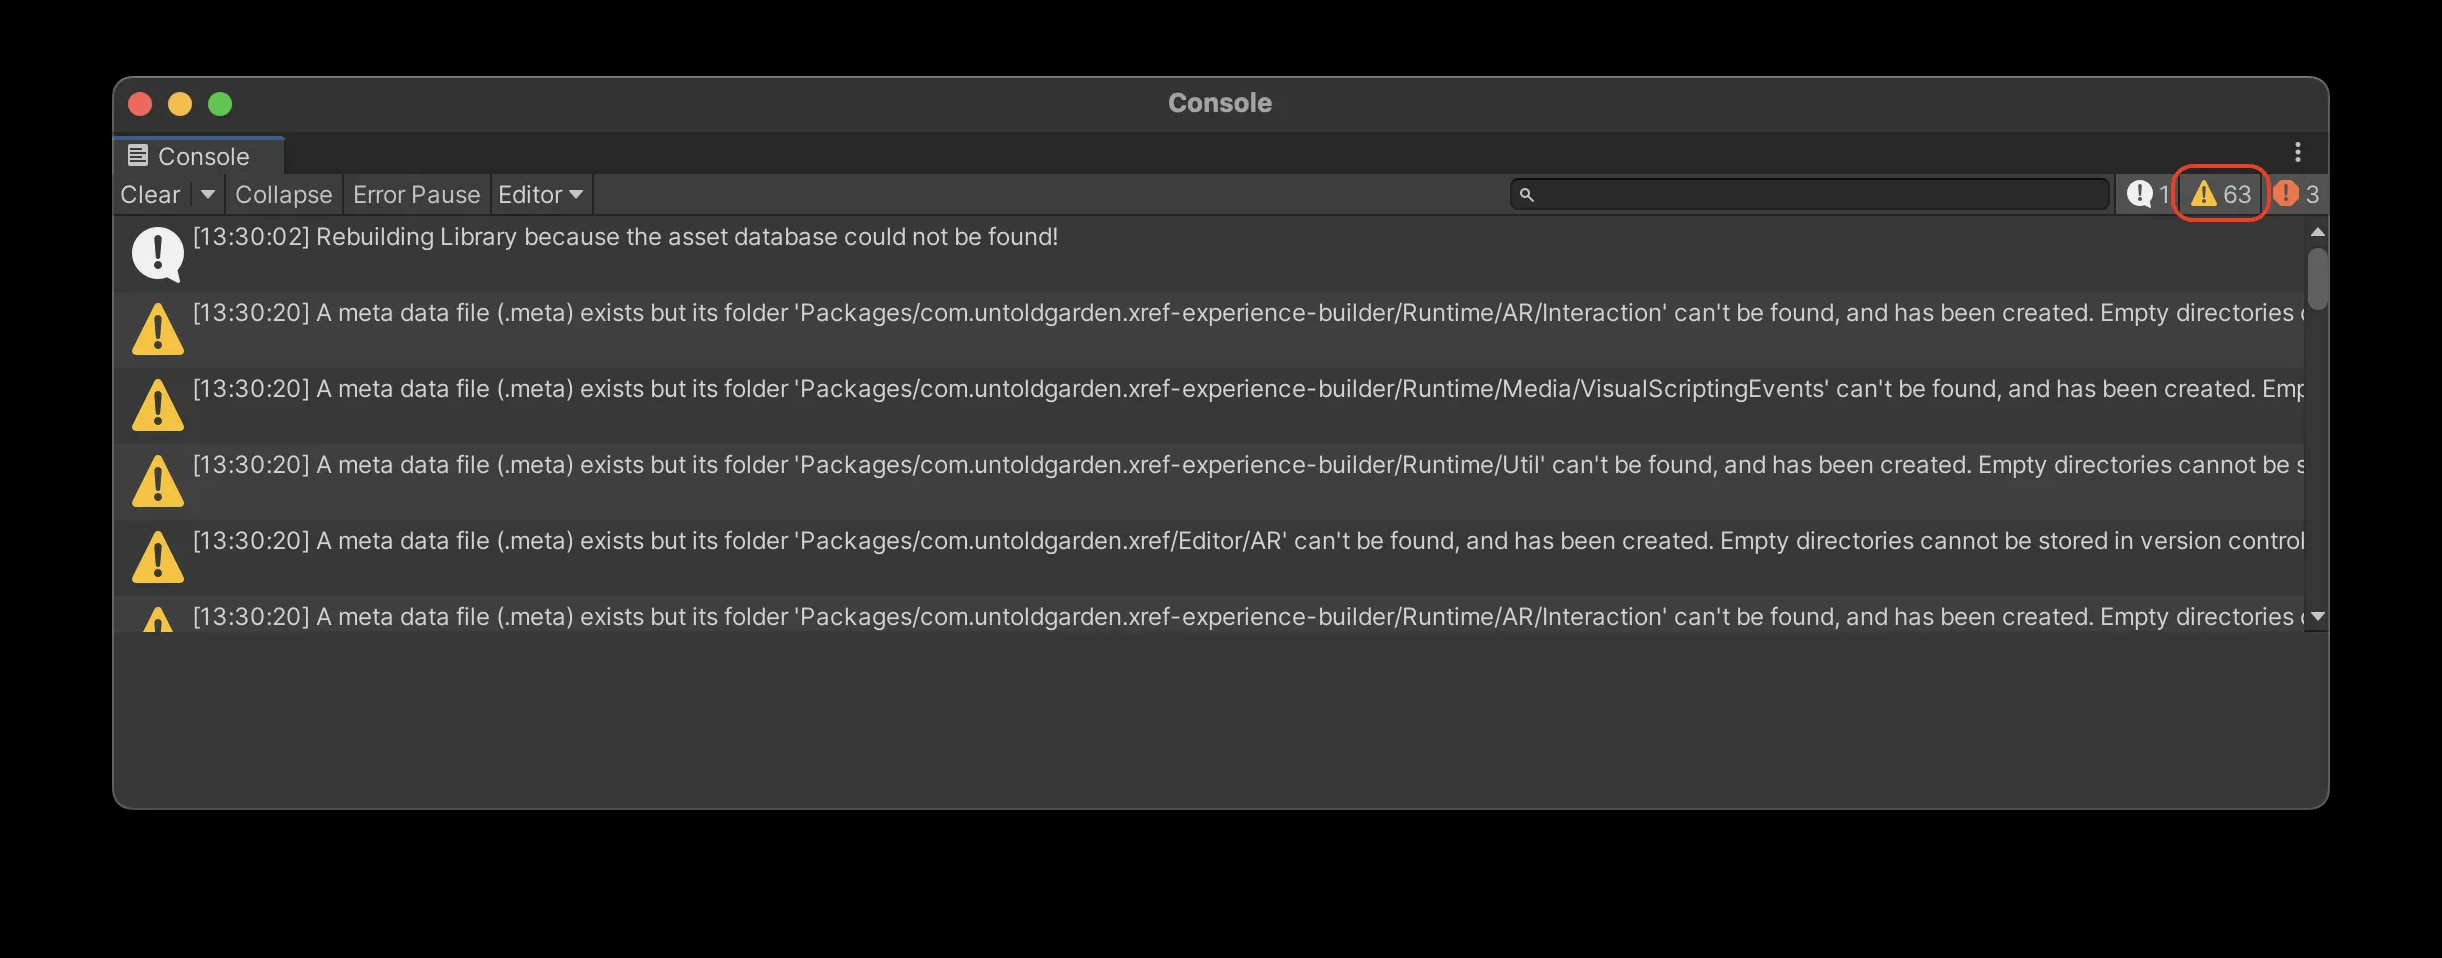 Console
Console
Clear Collapse Error Pause Editor 1 63 3
[13:30:02] Rebuilding Library because the asset database could not be found!
[13:30:20] A meta data file (.meta) exists but its folder 'Packages/com.untoldgarden.xref-experience-builder/Runtime/AR/Interaction' can't be found, and has been created. Empty directories
[13:30:20] A meta data file (.meta) exists but its folder 'Packages/com.untoldgarden.xref-experience-builder/Runtime/Media/VisualScriptingEvents' can't be found, and has been created. Emp
[13:30:20] A meta data file (.meta) exists but its folder 'Packages/com.untoldgarden.xref-experience-builder/Runtime/Util' can't be found, and has been created. Empty directories cannot be s
[13:30:20] A meta data file (.meta) exists but its folder 'Packages/com.untoldgarden.xref/Editor/AR' can't be found, and has been created. Empty directories cannot be stored in version control
[13:30:20] A meta data file (.meta) exists but its folder 'Packages/com.untoldgarden.xref-experience-builder/Runtime/AR/Interaction' can't be found, and has been created. Empty directories